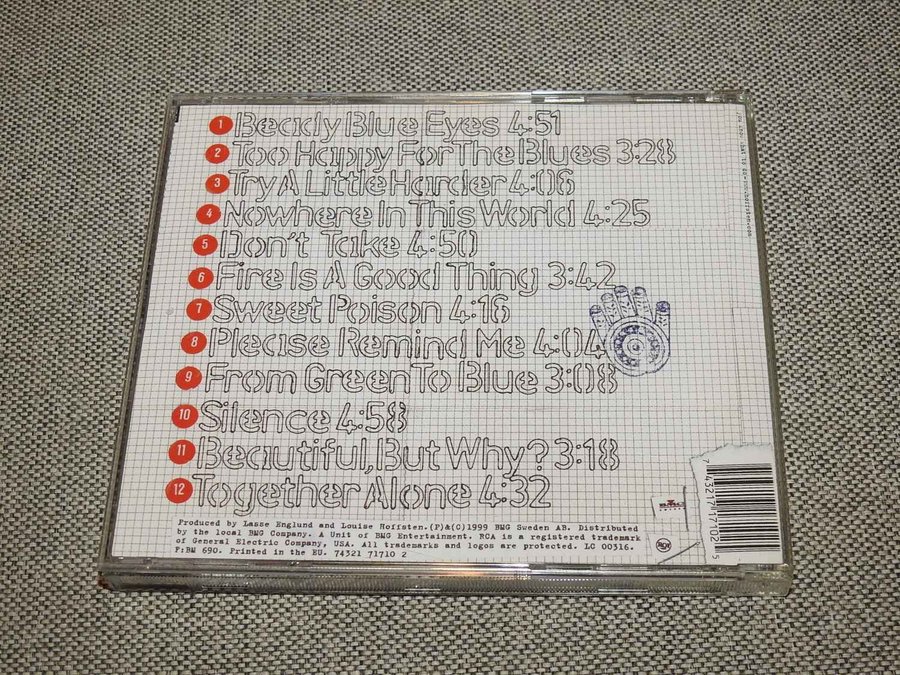 1 Beady Blue Eyes 4:51
2 Too Happy For The Blues 3:28
3 Try A Little Harder 4:06
4 Nowhere In This World 4:25
5 Don't Take 4:50
6 Fire Is A Good Thing 3:42
7 Sweet Poison 4:16
8 Please Remind Me 4:04
9 From Green To Blue 3:08
10 Silence 4:58
11 Beautiful, But Why? 3:18
12 Together Alone 4:32
Produced by Lasse Englund and Louise Hoffsten.(P)&(C)1999 BMG Sweden AB. Distributed
by the local BMG Company. A Unit of BMG Entertainment. RCA is a registered trademark
of General Electric Company, USA. All trademarks and logos are protected. LC 00316.
F:BM 690. Printed in the EU. 74321 71710 2
BMG
RCA
7 43217 17102 5